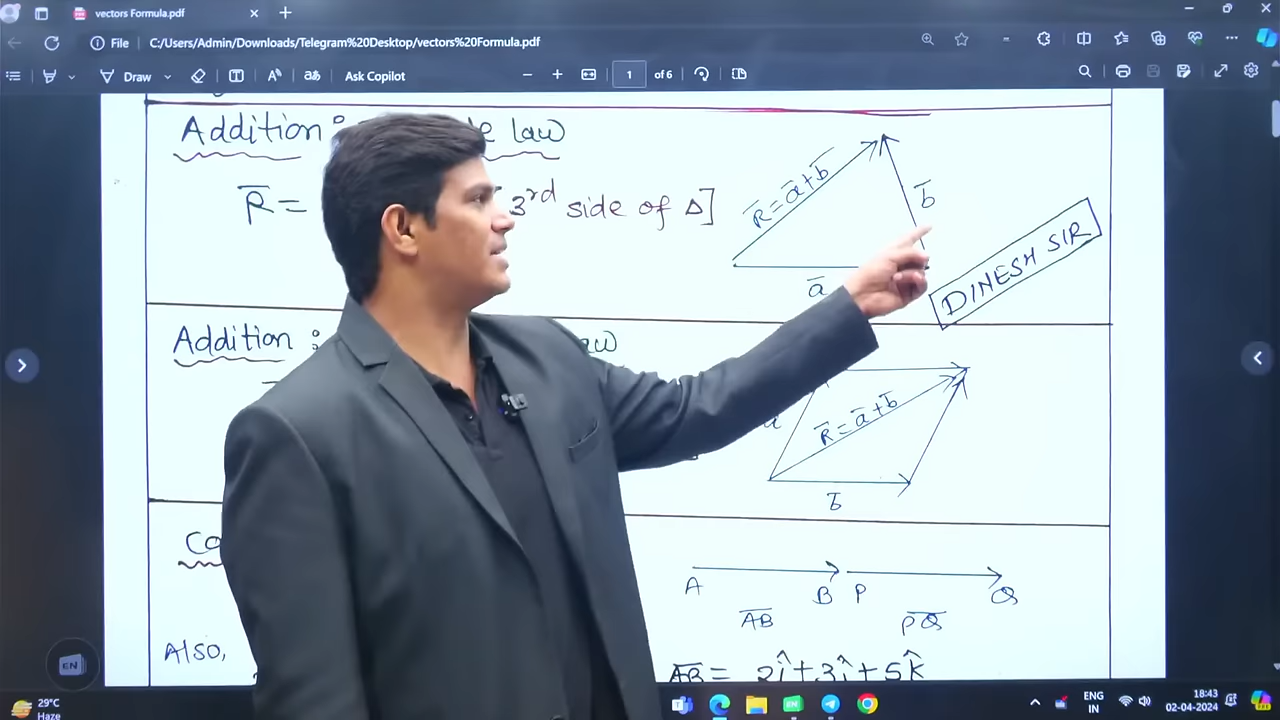 vectors Formula.pdf
File C:/Users/Admin/Downloads/Telegram%20Desktop/vectors%20Formula.pdf
Draw Ask Copilot 1 of 6
Addition : law
R̅ = 3rd side of Δ]
R̅ = a̅ + b̅
b̅
a̅
DINESH SIR
Addition : law
R̅ = a̅ + b̅
b̅
A B P Q
A̅B̅ P̅Q̅
Also,
A̅B̅ = 2î + 3ĵ + 5k̂
EN
29°C
Haze
ENG
IN
18:43
02-04-2024